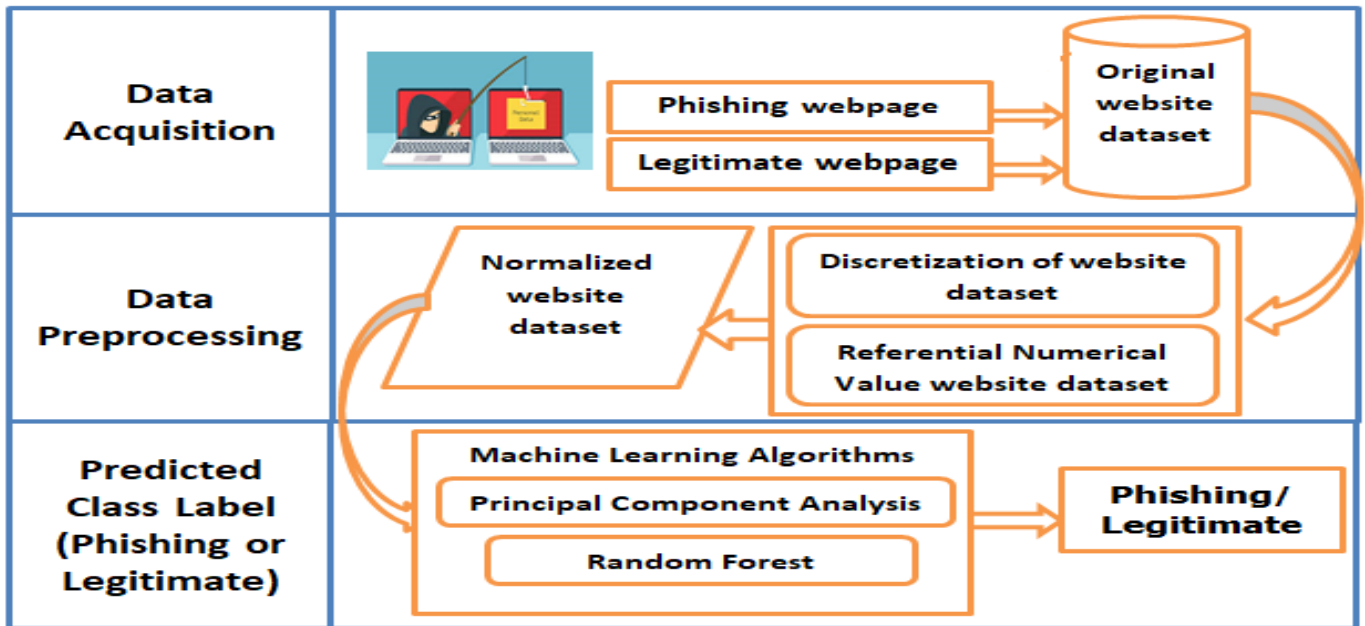 Data
Acquisition
Personal
Data
Phishing webpage
Legitimate webpage
Original
website
dataset
Data
Preprocessing
Normalized
website
dataset
Discretization of website
dataset
Referential Numerical
Value website dataset
Predicted
Class Label
(Phishing or
Legitimate)
Machine Learning Algorithms
Principal Component Analysis
Random Forest
Phishing/
Legitimate